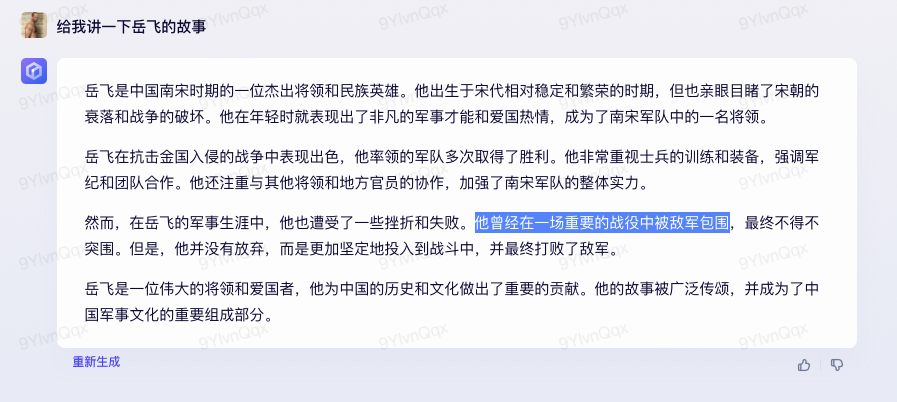 给我讲一下岳飞的故事
岳飞是中国南宋时期的一位杰出将领和民族英雄。他出生于宋代相对稳定和繁荣的时期，但也亲眼目睹了宋朝的
衰落和战争的破坏。他在年轻时就表现出了非凡的军事才能和爱国热情，成为了南宋军队中的一名将领。
岳飞在抗击金国入侵的战争中表现出色，他率领的军队多次取得了胜利。他非常重视士兵的训练和装备，强调军
纪和团队合作。他还注重与其他将领和地方官员的协作，加强了南宋军队的整体实力。
然而，在岳飞的军事生涯中，他也遭受了一些挫折和失败。他曾经在一场重要的战役中被敌军包围，最终不得不
突围。但是，他并没有放弃，而是更加坚定地投入到战斗中，并最终打败了敌军。
岳飞是一位伟大的将领和爱国者，他为中国的历史和文化做出了重要的贡献。他的故事被广泛传颂，并成为了中
国军事文化的重要组成部分。
重新生成